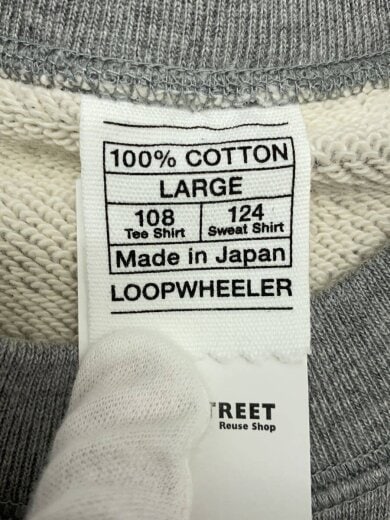 100% COTTON
LARGE
108 124
Tee Shirt Sweat Shirt
Made in Japan
LOOPWHEELER
TREET
Reuse Shop